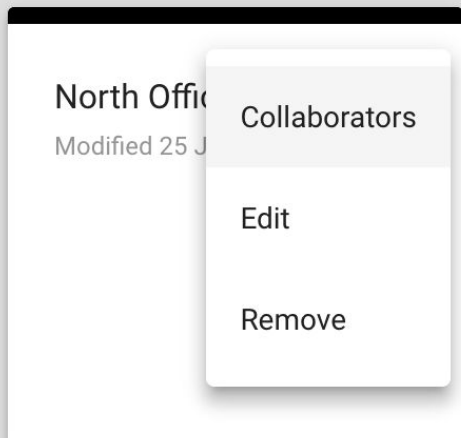 North Offic
Modified 25 J
Collaborators
Edit
Remove